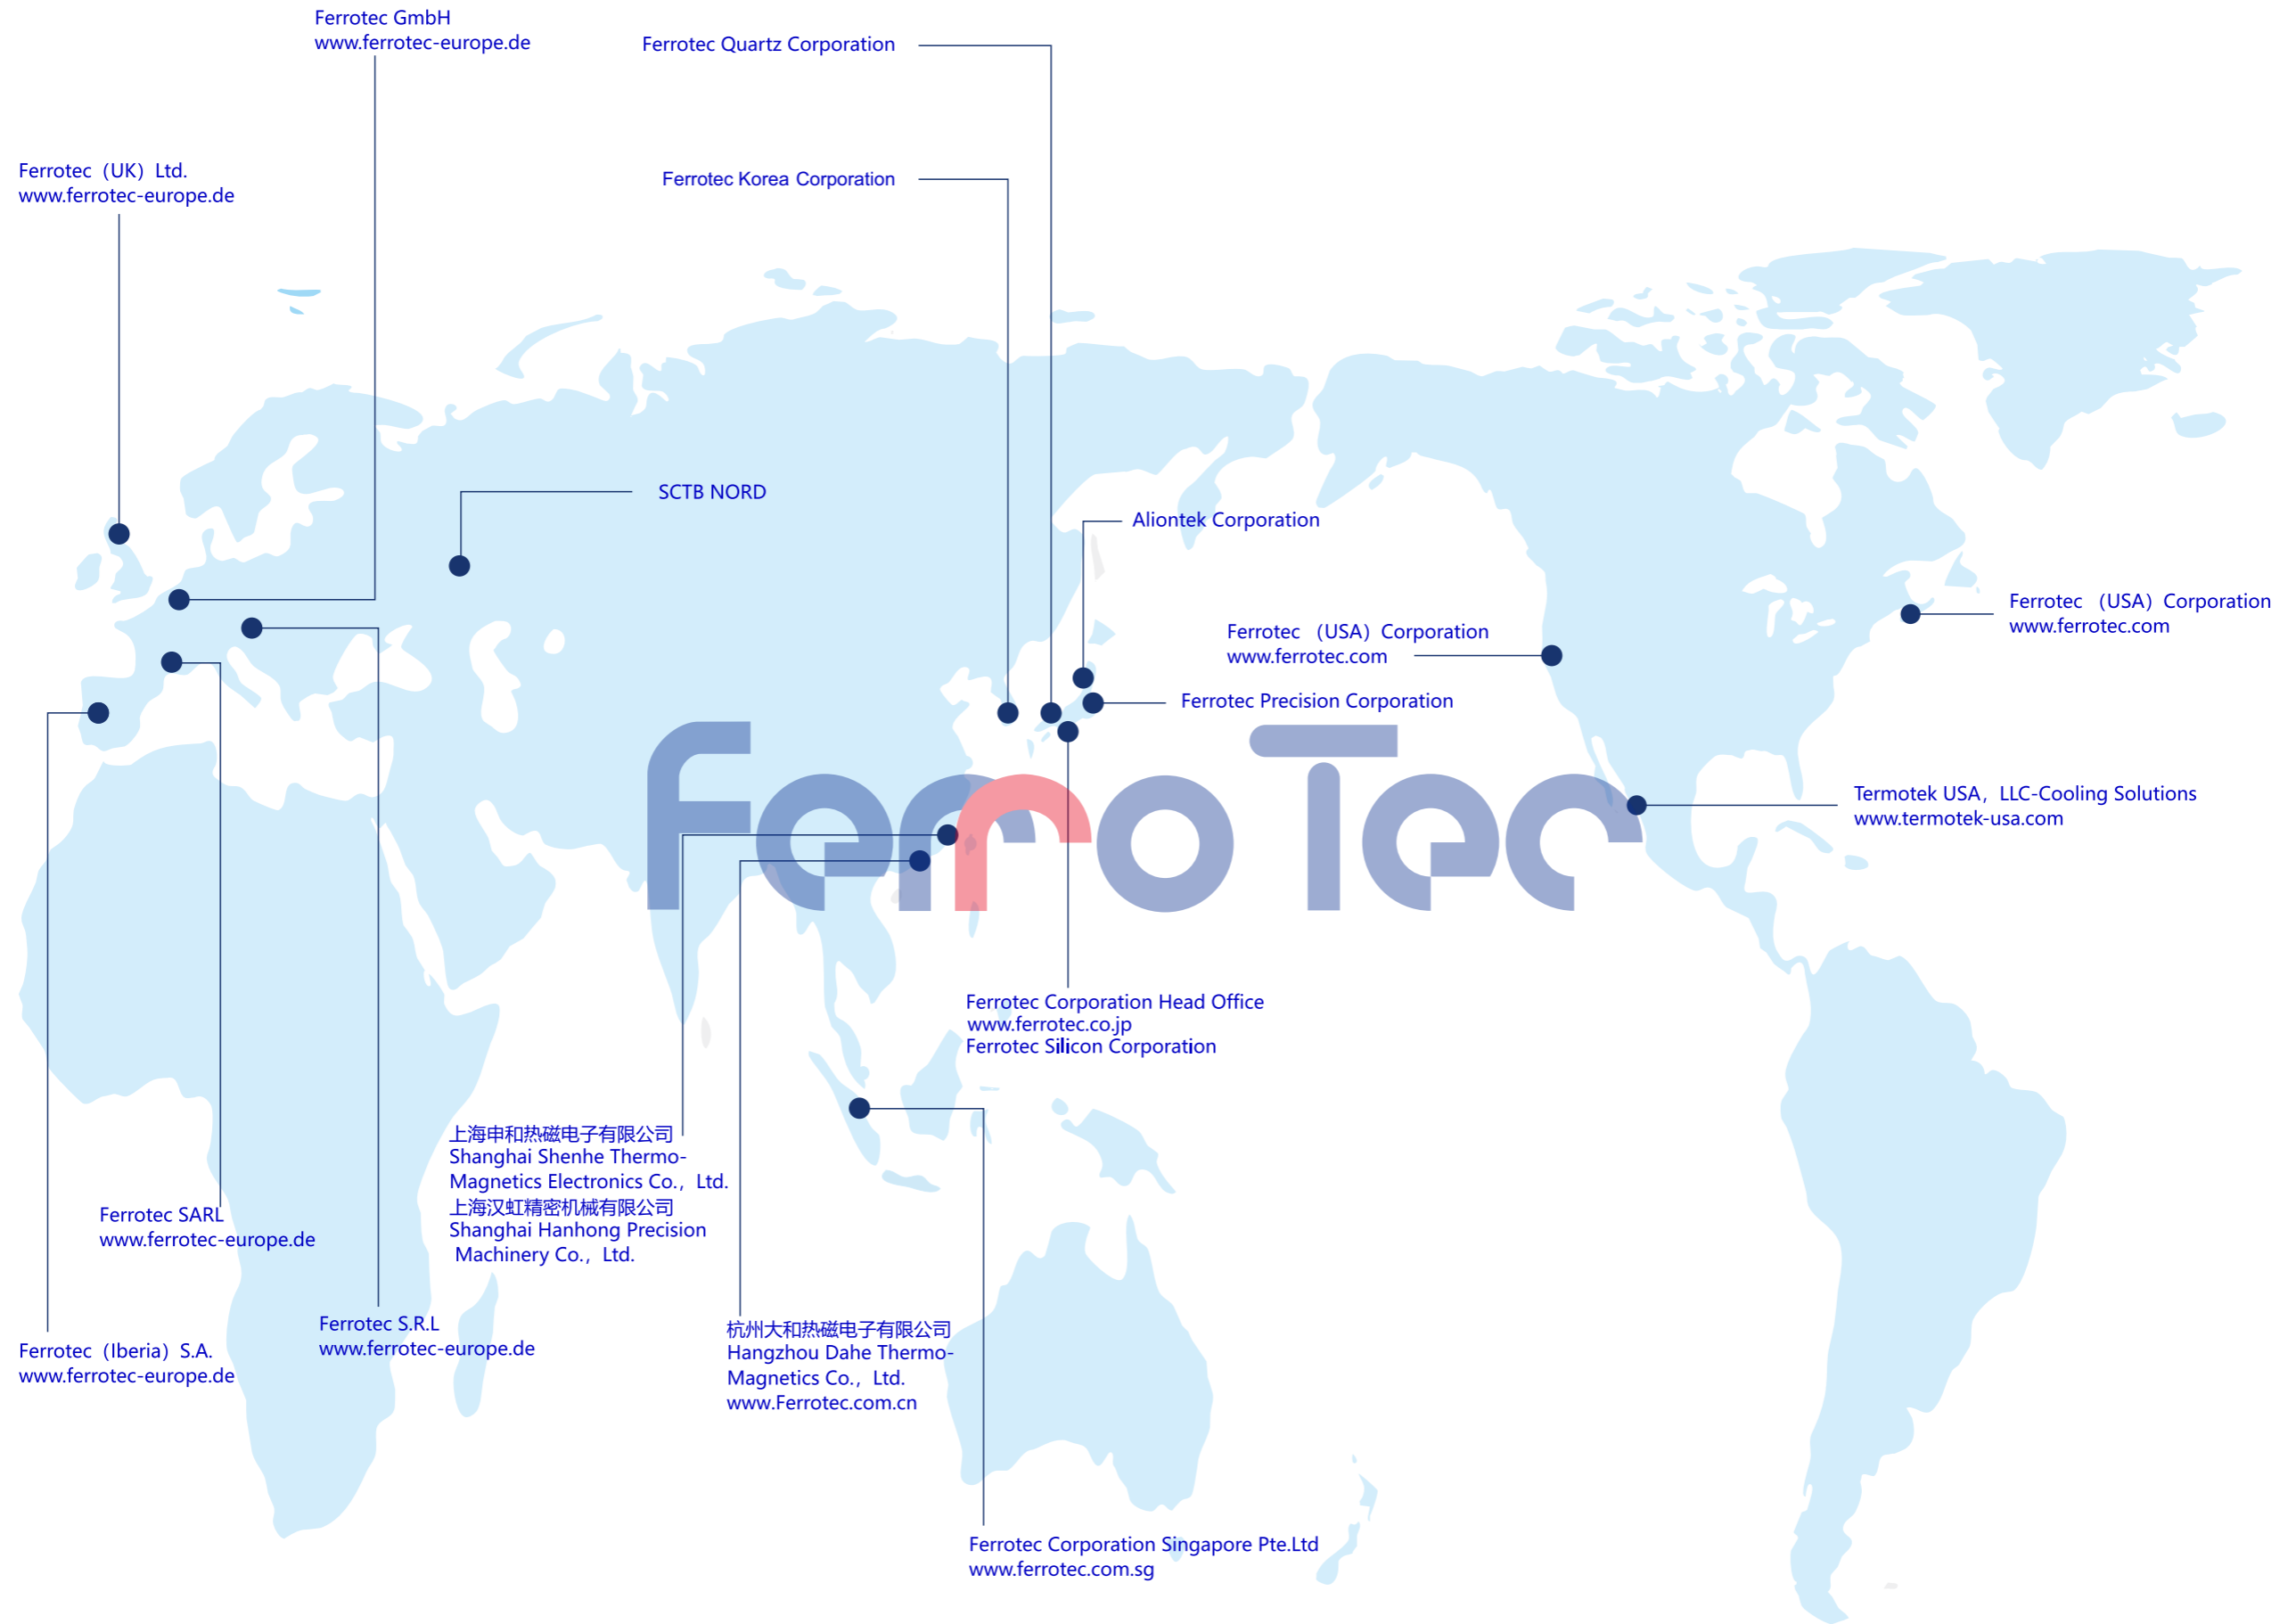 Ferrotec GmbH
www.ferrotec-europe.de
Ferrotec Quartz Corporation
Ferrotec（UK）Ltd.
www.ferrotec-europe.de
Ferrotec Korea Corporation
SCTB NORD
Aliontek Corporation
Ferrotec （USA）Corporation
www.ferrotec.com
Ferrotec （USA）Corporation
www.ferrotec.com
Ferrotec Precision Corporation
FerroTec
Termotek USA，LLC-Cooling Solutions
www.termotek-usa.com
Ferrotec Corporation Head Office
www.ferrotec.co.jp
Ferrotec Silicon Corporation
上海申和热磁电子有限公司
Shanghai Shenhe Thermo-
Magnetics Electronics Co.，Ltd.
上海汉虹精密机械有限公司
Shanghai Hanhong Precision
Machinery Co.，Ltd.
Ferrotec SARL
www.ferrotec-europe.de
Ferrotec S.R.L
www.ferrotec-europe.de
Ferrotec（Iberia）S.A.
www.ferrotec-europe.de
杭州大和热磁电子有限公司
Hangzhou Dahe Thermo-
Magnetics Co.，Ltd.
www.Ferrotec.com.cn
Ferrotec Corporation Singapore Pte.Ltd
www.ferrotec.com.sg